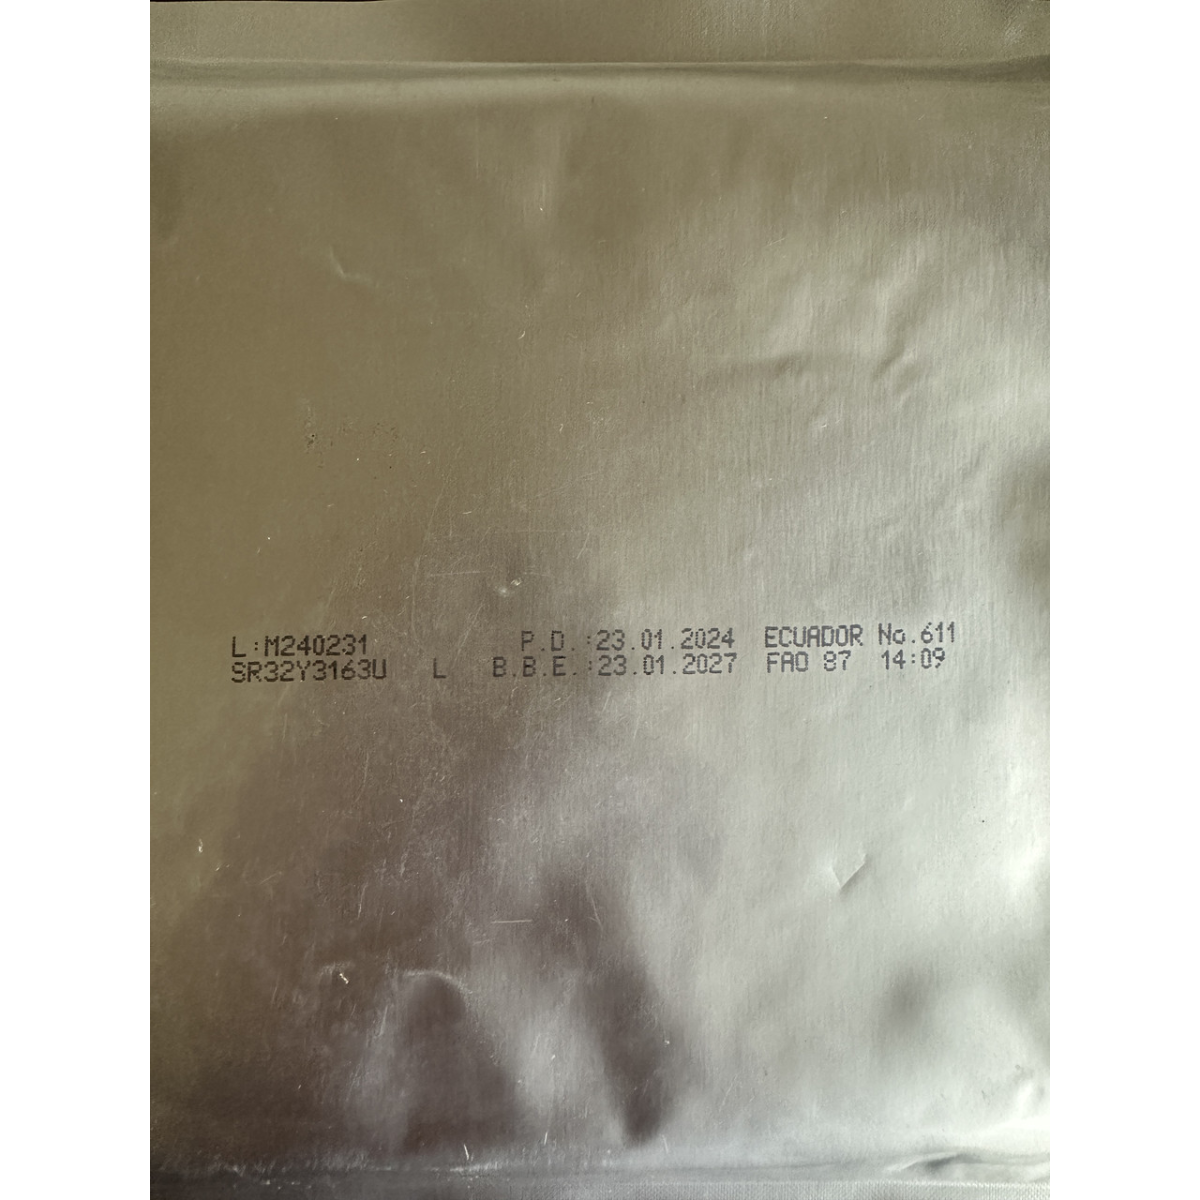 L:M240231 P.D.:23.01.2024 ECUADOR No.611
SR32Y3163U L B.B.E.:23.01.2027 FAO 87 14:09